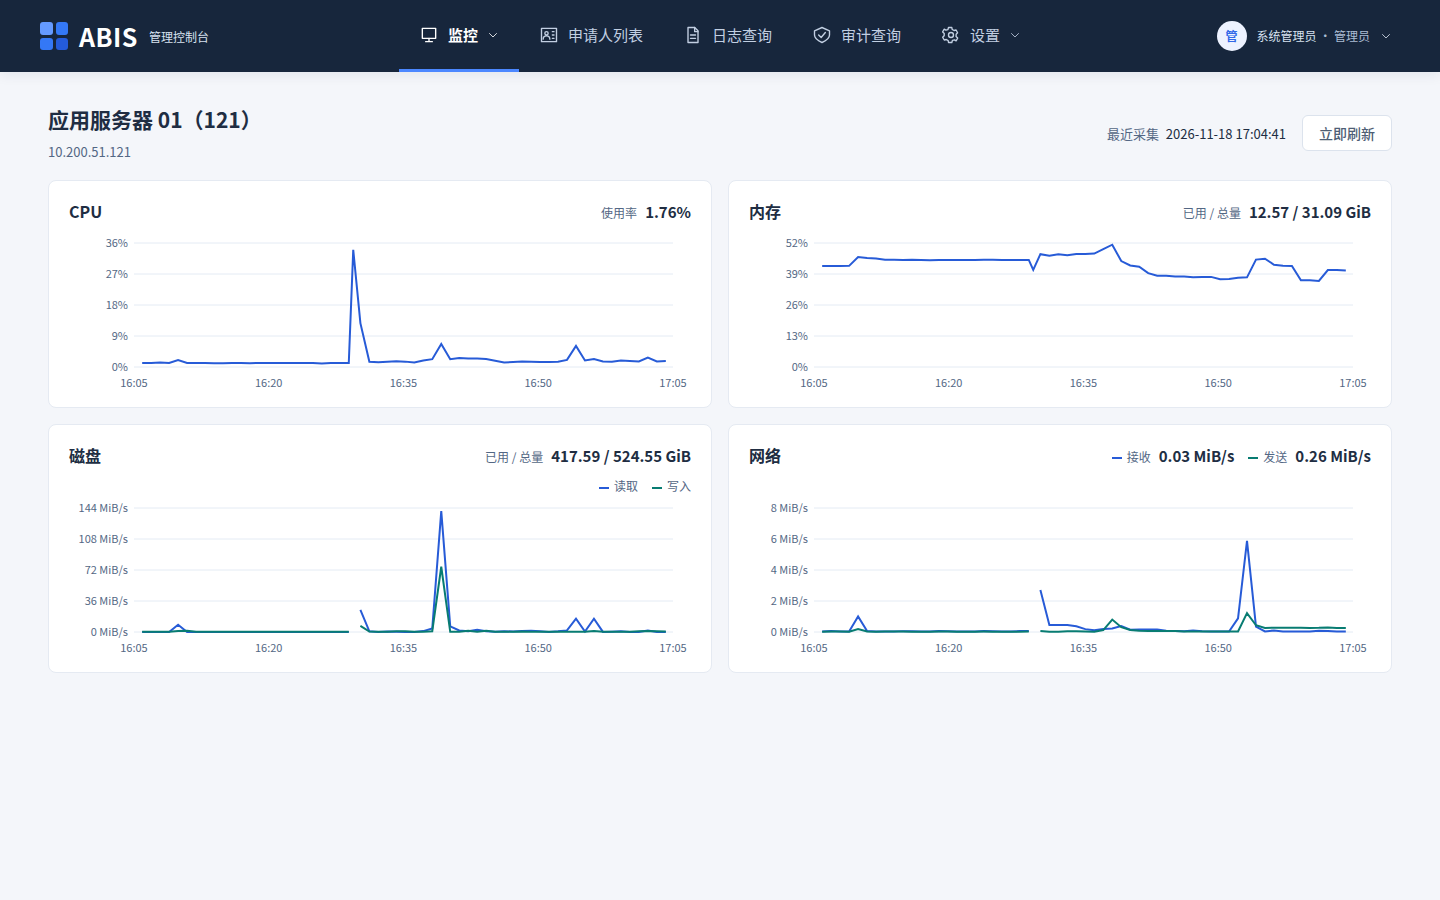 ABIS 管理控制台 监控 申请人列表 日志查询 审计查询 设置 管 系统管理员 · 管理员
应用服务器 01（121）
10.200.51.121
最近采集 2026-11-18 17:04:41 立即刷新
CPU 使用率 1.76%
36%
27%
18%
9%
0%
16:05 16:20 16:35 16:50 17:05
内存 已用 / 总量 12.57 / 31.09 GiB
52%
39%
26%
13%
0%
16:05 16:20 16:35 16:50 17:05
磁盘 已用 / 总量 417.59 / 524.55 GiB
读取 写入
144 MiB/s
108 MiB/s
72 MiB/s
36 MiB/s
0 MiB/s
16:05 16:20 16:35 16:50 17:05
网络 接收 0.03 MiB/s 发送 0.26 MiB/s
8 MiB/s
6 MiB/s
4 MiB/s
2 MiB/s
0 MiB/s
16:05 16:20 16:35 16:50 17:05